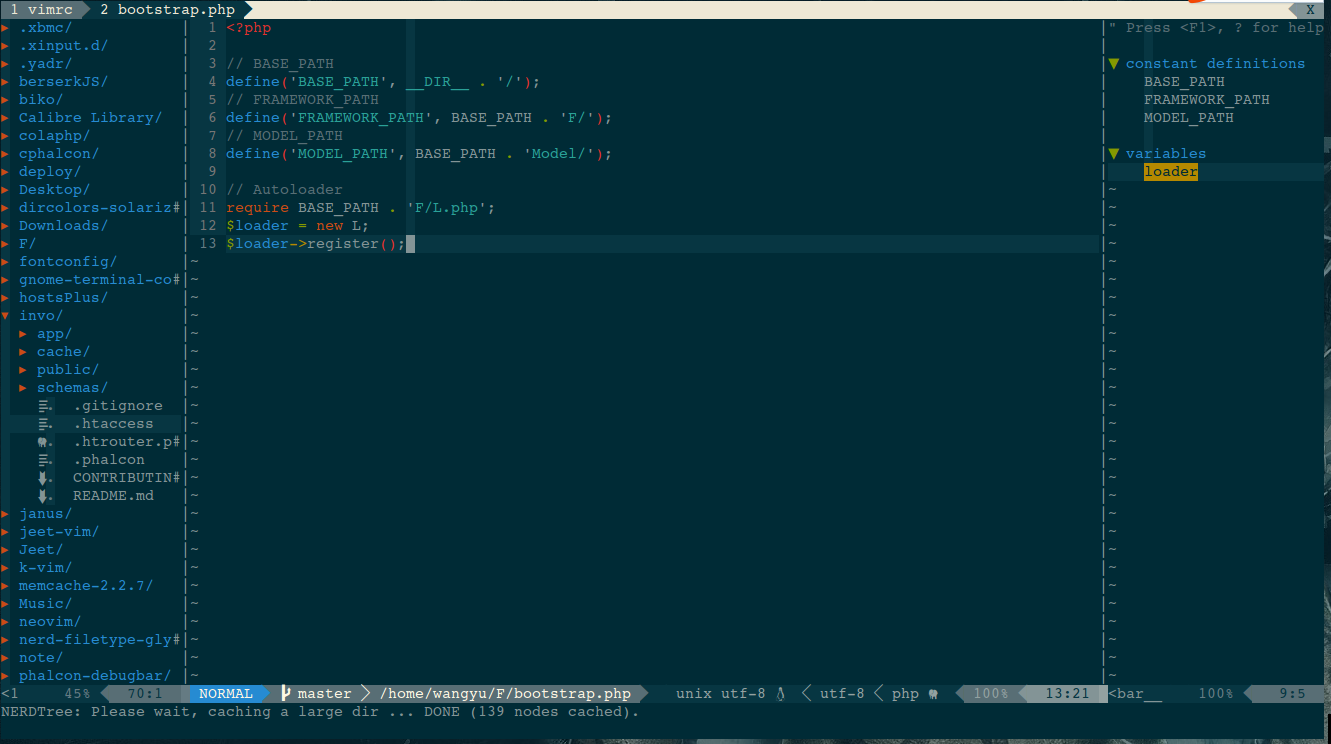 1 vimrc 2 bootstrap.php X
.xbmc/
.xinput.d/
.yadr/
berserkJS/
biko/
Calibre Library/
colaphp/
cphalcon/
deploy/
Desktop/
dircolors-solariz#
Downloads/
F/
fontconfig/
gnome-terminal-co#
hostsPlus/
invo/
app/
cache/
public/
schemas/
.gitignore
.htaccess
.htrouter.p#
.phalcon
CONTRIBUTIN#
README.md
janus/
jeet-vim/
Jeet/
k-vim/
memcache-2.2.7/
Music/
neovim/
nerd-filetype-gly#
note/
phalcon-debugbar/
1 <?php
2
3 // BASE_PATH
4 define('BASE_PATH', __DIR__ . '/');
5 // FRAMEWORK_PATH
6 define('FRAMEWORK_PATH', BASE_PATH . 'F/');
7 // MODEL_PATH
8 define('MODEL_PATH', BASE_PATH . 'Model/');
9
10 // Autoloader
11 require BASE_PATH . 'F/L.php';
12 $loader = new L;
13 $loader->register();
" Press <F1>, ? for help
▼ constant definitions
BASE_PATH
FRAMEWORK_PATH
MODEL_PATH
▼ variables
loader
<1 45% 70:1 NORMAL master /home/wangyu/F/bootstrap.php unix utf-8 utf-8 php 100% 13:21 <bar__ 100% 9:5
NERDTree: Please wait, caching a large dir ... DONE (139 nodes cached).